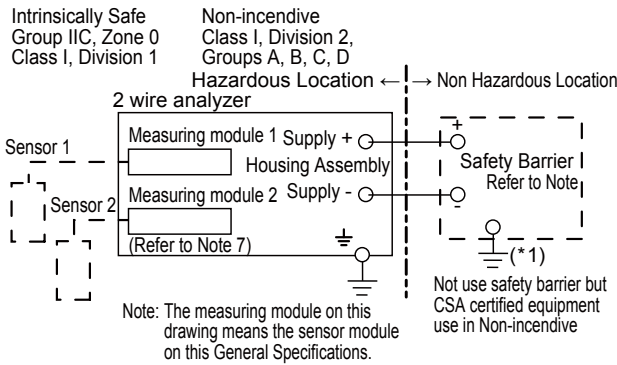 Intrinsically Safe
Group IIC, Zone 0
Class I, Division 1
Non-incendive
Class I, Division 2,
Groups A, B, C, D
Hazardous Location ← → Non Hazardous Location
2 wire analyzer
Sensor 1
Measuring module 1
Supply +
Housing Assembly
Sensor 2
Measuring module 2
Supply -
(Refer to Note 7)
+
Safety Barrier
Refer to Note
-
(*1)
Note: The measuring module on this
drawing means the sensor module
on this General Specifications.
Not use safety barrier but
CSA certified equipment
use in Non-incendive